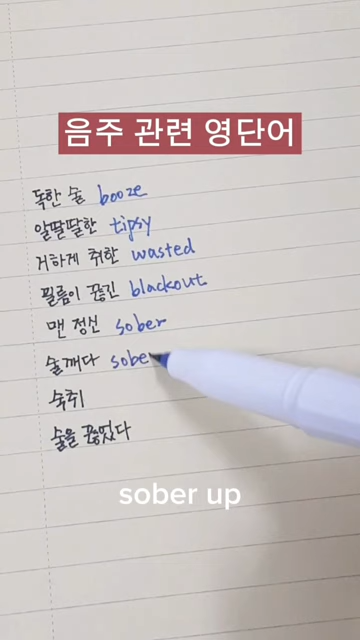 음주 관련 영단어
독한 술 booze
알딸딸한 tipsy
거하게 취한 wasted
필름이 끊긴 blackout
맨 정신 sober
술깨다 sobe
숙취
술을 끊었다
sober up